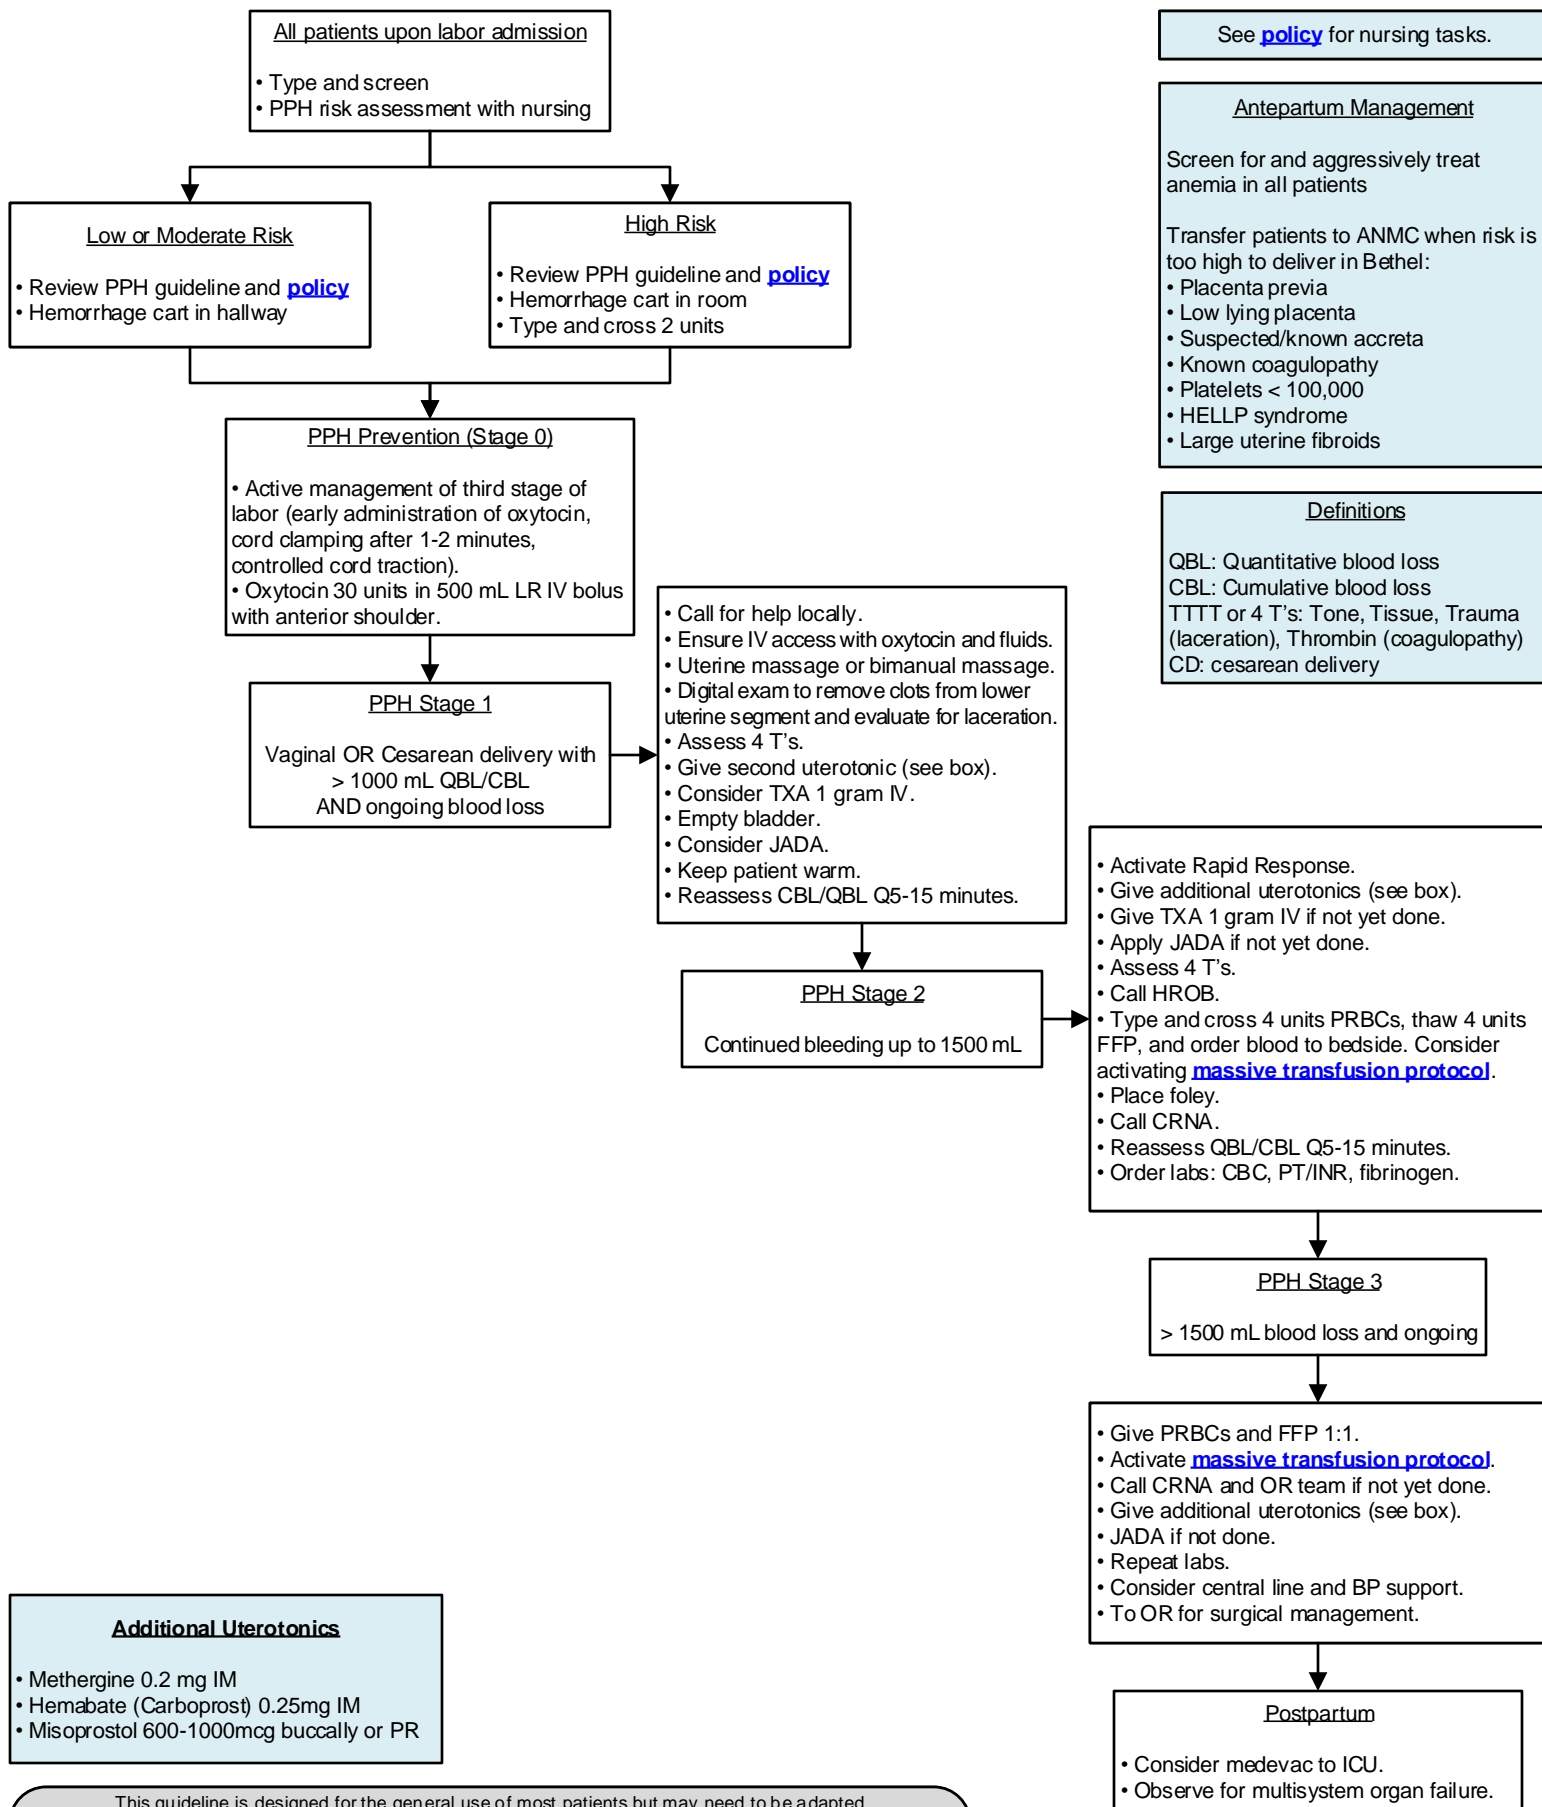 All patients upon labor admission
• Type and screen
• PPH risk assessment with nursing
Low or Moderate Risk
• Review PPH guideline and policy
• Hemorrhage cart in hallway
High Risk
• Review PPH guideline and policy
• Hemorrhage cart in room
• Type and cross 2 units
PPH Prevention (Stage 0)
• Active management of third stage of
labor (early administration of oxytocin,
cord clamping after 1-2 minutes,
controlled cord traction).
• Oxytocin 30 units in 500 mL LR IV bolus
with anterior shoulder.
PPH Stage 1
Vaginal OR Cesarean delivery with
> 1000 mL QBL/CBL
AND ongoing blood loss
• Call for help locally.
• Ensure IV access with oxytocin and fluids.
• Uterine massage or bimanual massage.
• Digital exam to remove clots from lower
uterine segment and evaluate for laceration.
• Assess 4 T's.
• Give second uterotonic (see box).
• Consider TXA 1 gram IV.
• Empty bladder.
• Consider JADA.
• Keep patient warm.
• Reassess CBL/QBL Q5-15 minutes.
PPH Stage 2
Continued bleeding up to 1500 mL
• Activate Rapid Response.
• Give additional uterotonics (see box).
• Give TXA 1 gram IV if not yet done.
• Apply JADA if not yet done.
• Assess 4 T's.
• Call HROB.
• Type and cross 4 units PRBCs, thaw 4 units
FFP, and order blood to bedside. Consider
activating massive transfusion protocol.
• Place foley.
• Call CRNA.
• Reassess QBL/CBL Q5-15 minutes.
• Order labs: CBC, PT/INR, fibrinogen.
PPH Stage 3
> 1500 mL blood loss and ongoing
• Give PRBCs and FFP 1:1.
• Activate massive transfusion protocol.
• Call CRNA and OR team if not yet done.
• Give additional uterotonics (see box).
• JADA if not done.
• Repeat labs.
• Consider central line and BP support.
• To OR for surgical management.
Postpartum
• Consider medevac to ICU.
• Observe for multisystem organ failure.
See policy for nursing tasks.
Antepartum Management
Screen for and aggressively treat
anemia in all patients
Transfer patients to ANMC when risk is
too high to deliver in Bethel:
• Placenta previa
• Low lying placenta
• Suspected/known accreta
• Known coagulopathy
• Platelets < 100,000
• HELLP syndrome
• Large uterine fibroids
Definitions
QBL: Quantitative blood loss
CBL: Cumulative blood loss
TTTT or 4 T's: Tone, Tissue, Trauma
(laceration), Thrombin (coagulopathy)
CD: cesarean delivery
Additional Uterotonics
• Methergine 0.2 mg IM
• Hemabate (Carboprost) 0.25mg IM
• Misoprostol 600-1000mcg buccally or PR
This guideline is designed for the general use of most patients but may need to be adapted